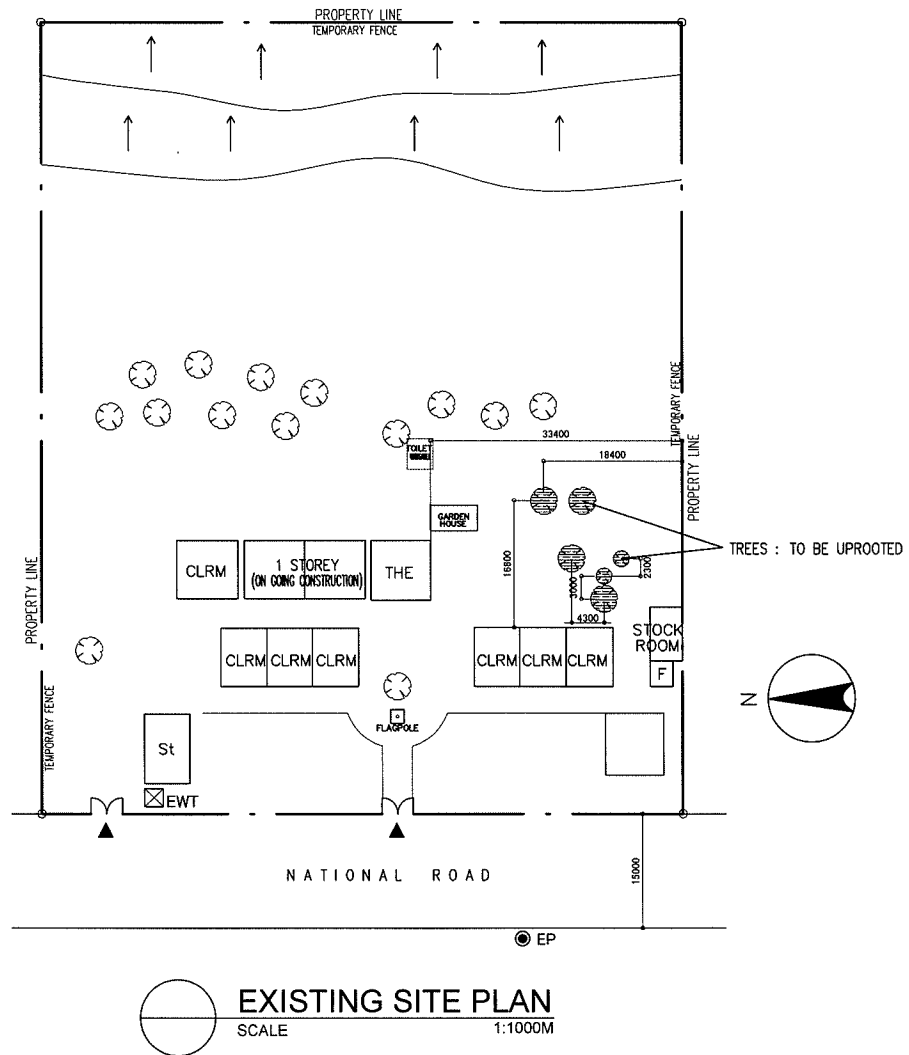 PROPERTY LINE
TEMPORARY FENCE
TEMPORARY FENCE
33400
TOILET
18400
PROPERTY LINE
GARDEN
HOUSE
TREES : TO BE UPROOTED
PROPERTY LINE
CLRM
1 STOREY
(ON GOING CONSTRUCTION)
THE
16800
3000
2300
4300
STOCK
ROOM
CLRM CLRM CLRM
CLRM CLRM CLRM
F
N
TEMPORARY FENCE
FLAGPOLE
St
EWT
NATIONAL ROAD
15000
EP
EXISTING SITE PLAN
SCALE 1:1000M